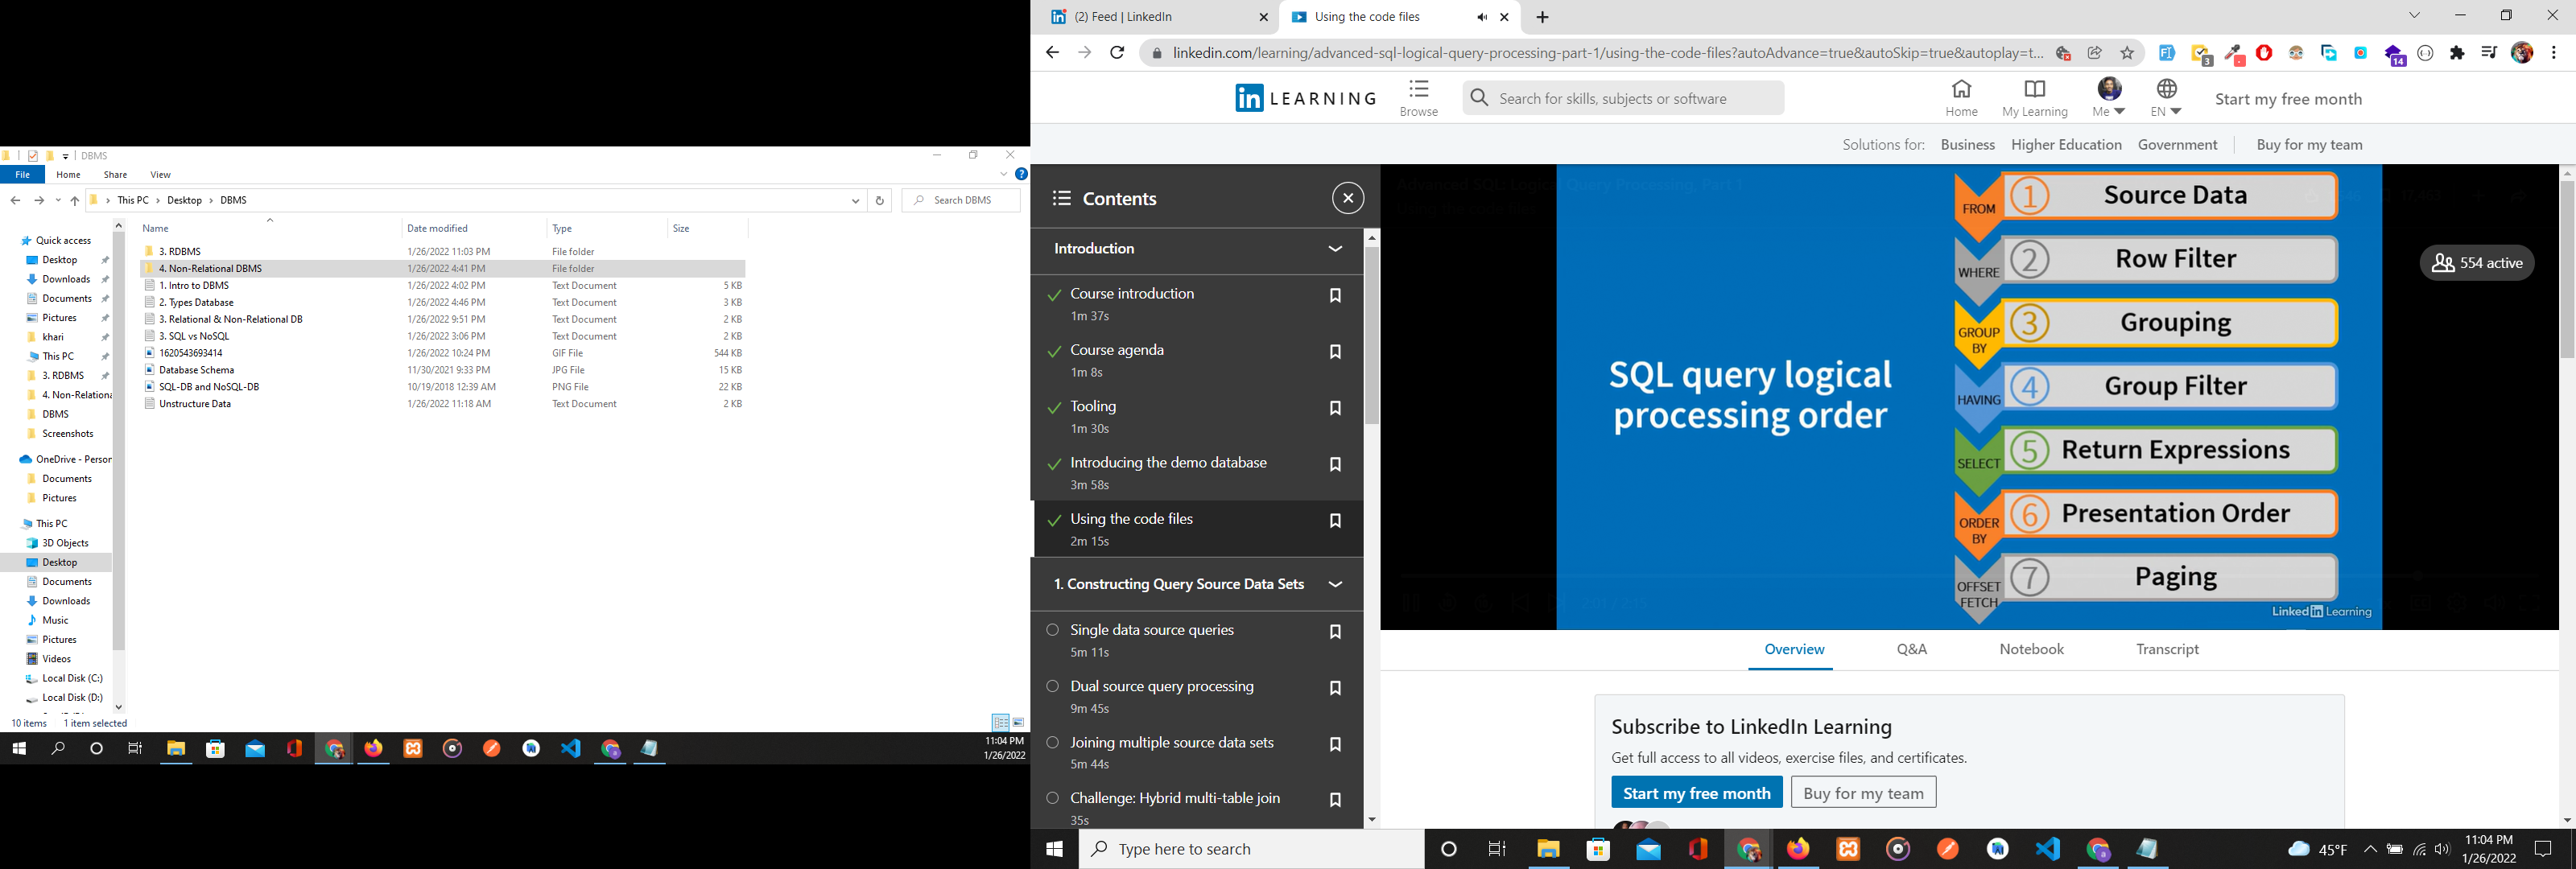 DBMS
File Home Share View
This PC › Desktop › DBMS
Search DBMS
Name Date modified Type Size
3. RDBMS 1/26/2022 11:03 PM File folder
4. Non-Relational DBMS 1/26/2022 4:41 PM File folder
1. Intro to DBMS 1/26/2022 4:02 PM Text Document 5 KB
2. Types Database 1/26/2022 4:46 PM Text Document 3 KB
3. Relational & Non-Relational DB 1/26/2022 9:51 PM Text Document 2 KB
3. SQL vs NoSQL 1/26/2022 3:06 PM Text Document 2 KB
1620543693414 1/26/2022 10:24 PM GIF File 544 KB
Database Schema 11/30/2021 9:33 PM JPG File 15 KB
SQL-DB and NoSQL-DB 10/19/2018 12:39 AM PNG File 22 KB
Unstructure Data 1/26/2022 11:18 AM Text Document 2 KB
Quick access
Desktop
Downloads
Documents
Pictures
khari
This PC
3. RDBMS
4. Non-Relationa
DBMS
Screenshots
OneDrive - Person
Documents
Pictures
This PC
3D Objects
Desktop
Documents
Downloads
Music
Pictures
Videos
Local Disk (C:)
Local Disk (D:)
10 items 1 item selected
11:04 PM
1/26/2022
(2) Feed | LinkedIn
Using the code files
linkedin.com/learning/advanced-sql-logical-query-processing-part-1/using-the-code-files?autoAdvance=true&autoSkip=true&autoplay=t...
3
14
in LEARNING
Browse
Search for skills, subjects or software
Home
My Learning
Me
EN
Start my free month
Solutions for: Business Higher Education Government Buy for my team
Contents
Introduction
Course introduction
1m 37s
Course agenda
1m 8s
Tooling
1m 30s
Introducing the demo database
3m 58s
Using the code files
2m 15s
1. Constructing Query Source Data Sets
Single data source queries
5m 11s
Dual source query processing
9m 45s
Joining multiple source data sets
5m 44s
Challenge: Hybrid multi-table join
35s
SQL query logical
processing order
FROM 1 Source Data
WHERE 2 Row Filter
GROUP BY 3 Grouping
HAVING 4 Group Filter
SELECT 5 Return Expressions
ORDER BY 6 Presentation Order
OFFSET FETCH 7 Paging
LinkedIn Learning
554 active
Overview Q&A Notebook Transcript
Subscribe to LinkedIn Learning
Get full access to all videos, exercise files, and certificates.
Start my free month
Buy for my team
Type here to search
45°F
11:04 PM
1/26/2022